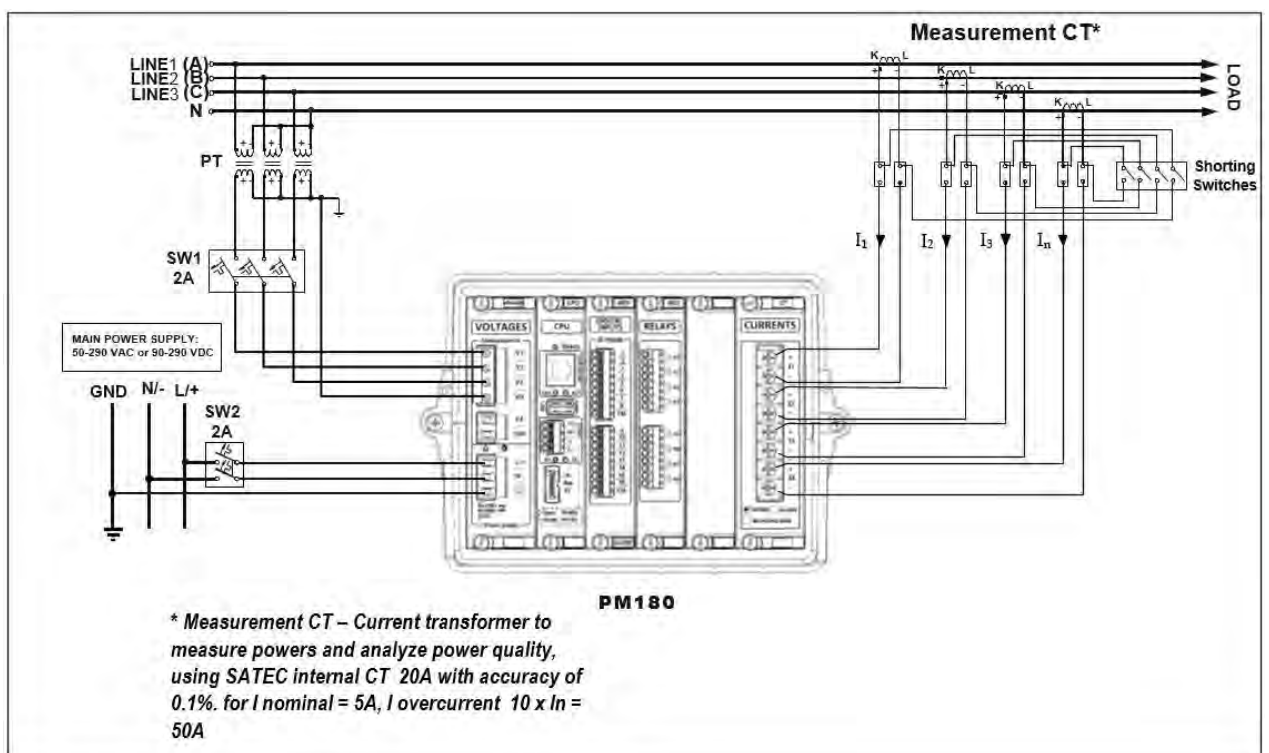 Measurement CT*
LINE1 (A)
LINE2 (B)
LINE3 (C)
N
K L
+ -
K L
+ -
K L
+ -
K L
+ -
LOAD
PT
Shorting
Switches
SW1
2A
I1 I2 I3 In
MAIN POWER SUPPLY:
50-290 VAC or 90-290 VDC
GND N/- L/+
SW2
2A
VOLTAGES
CPU
RELAYS
CURRENTS
PM180
* Measurement CT – Current transformer to
measure powers and analyze power quality,
using SATEC internal CT 20A with accuracy of
0.1%. for I nominal = 5A, I overcurrent 10 x In =
50A